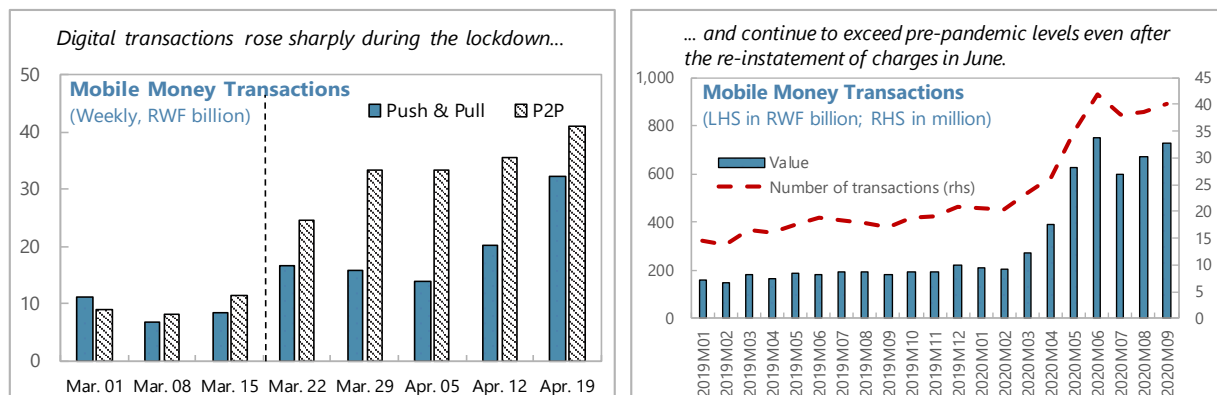 Digital transactions rose sharply during the lockdown...
50
40
30
20
10
0
Mobile Money Transactions
(Weekly, RWF billion)
Push & Pull
P2P
Mar. 01 Mar. 08 Mar. 15 Mar. 22 Mar. 29 Apr. 05 Apr. 12 Apr. 19
... and continue to exceed pre-pandemic levels even after
the re-instatement of charges in June.
1,000
800
600
400
200
0
Mobile Money Transactions
(LHS in RWF billion; RHS in million)
Value
Number of transactions (rhs)
45
40
35
30
25
20
15
10
5
0
2019M01
2019M02
2019M03
2019M04
2019M05
2019M06
2019M07
2019M08
2019M09
2019M10
2019M11
2019M12
2020M01
2020M02
2020M03
2020M04
2020M05
2020M06
2020M07
2020M08
2020M09